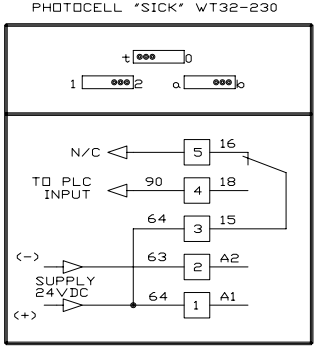 PHOTOCELL "SICK" WT32-230
t 0
1 2 a b
N/C 5 16
TO PLC
INPUT 90 4 18
64 3 15
(-) 63 2 A2
SUPPLY
24VDC
(+) 64 1 A1